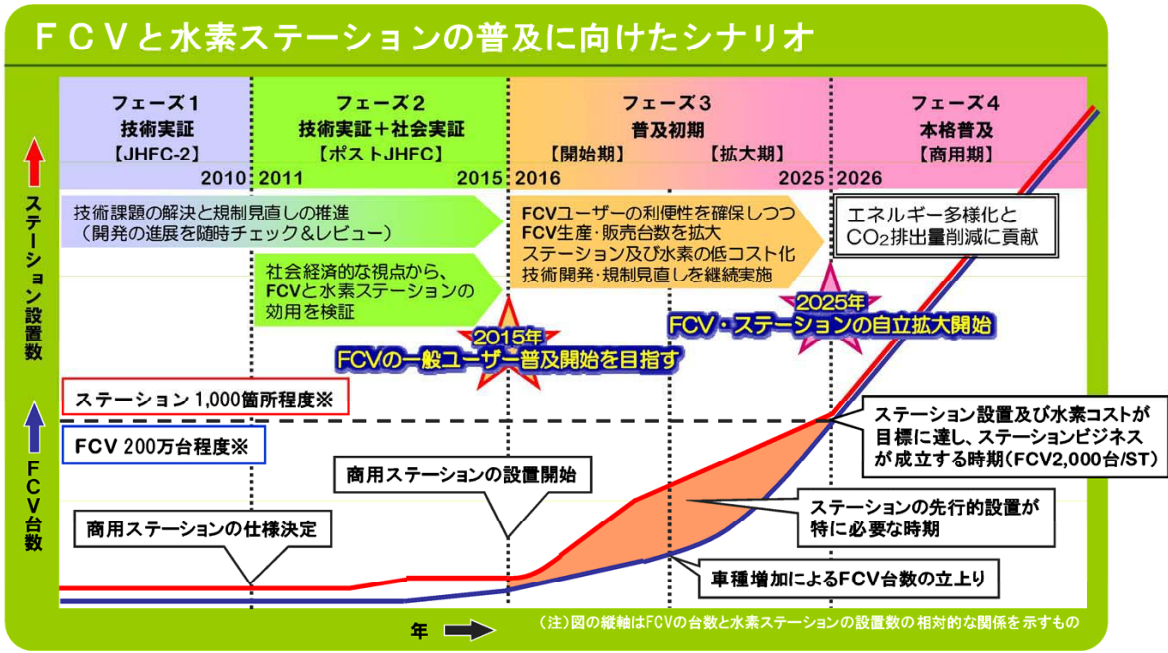 FCVと水素ステーションの普及に向けたシナリオ
フェーズ1
技術実証
【JHFC-2】
フェーズ2
技術実証+社会実証
【ポストJHFC】
フェーズ3
普及初期
【開始期】 【拡大期】
フェーズ4
本格普及
【商用期】
2010 2011 2015 2016 2025 2026
技術課題の解決と規制見直しの推進
(開発の進展を随時チェック&レビュー)
社会経済的な視点から、
FCVと水素ステーションの
効用を検証
FCVユーザーの利便性を確保しつつ
FCV生産・販売台数を拡大
ステーション及び水素の低コスト化
技術開発・規制見直しを継続実施
エネルギー多様化と
CO₂排出量削減に貢献
2015年
FCVの一般ユーザー普及開始を目指す
2025年
FCV・ステーションの自立拡大開始
ステーション設置数
FCV台数
ステーション1,000箇所程度※
FCV 200万台程度※
商用ステーションの仕様決定
商用ステーションの設置開始
ステーション設置及び水素コストが
目標に達し、ステーションビジネス
が成立する時期(FCV2,000台/ST)
ステーションの先行的設置が
特に必要な時期
車種増加によるFCV台数の立上り
年
(注)図の縦軸はFCVの台数と水素ステーションの設置数の相対的な関係を示すもの